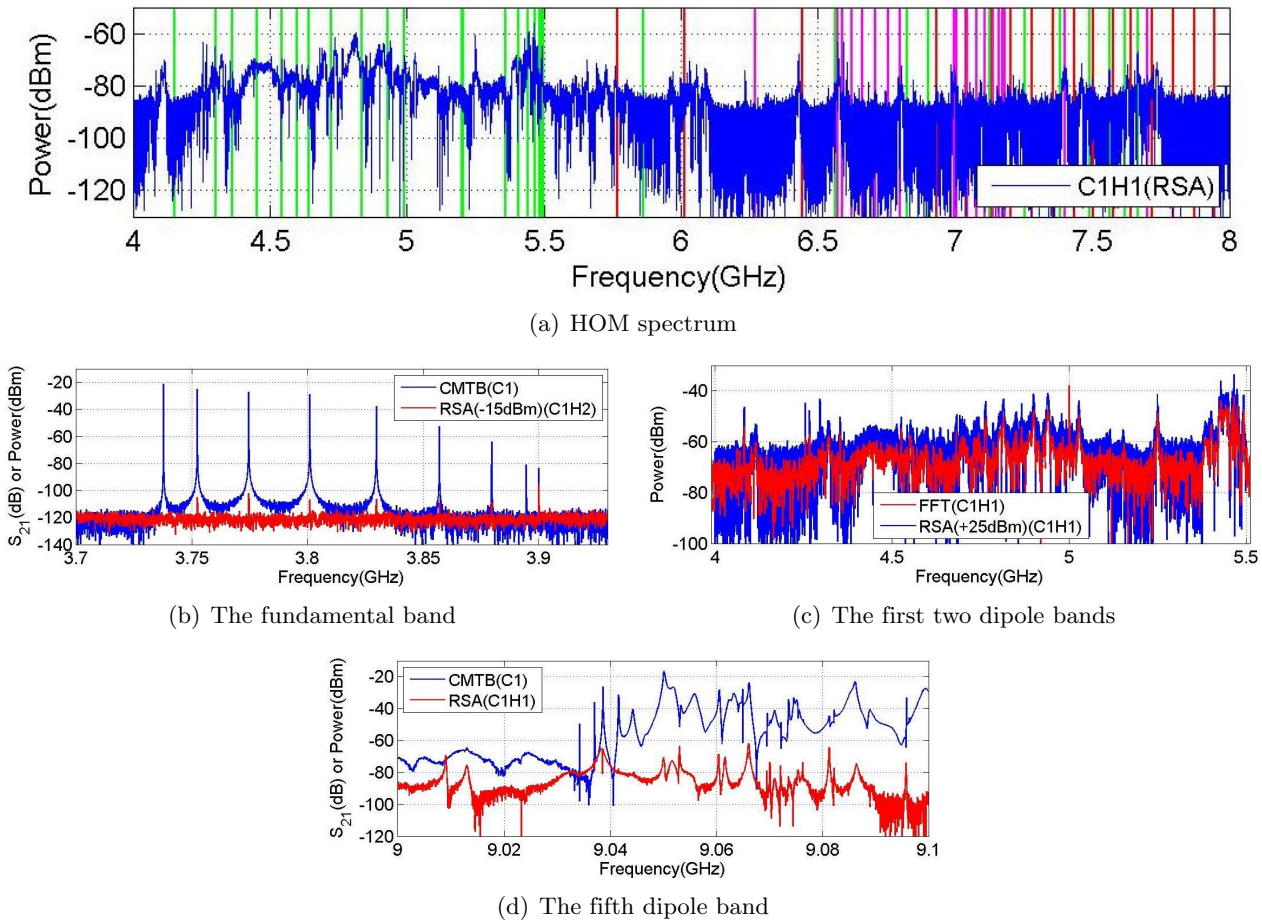 -60
-80
-100
-120
Power(dBm)
C1H1(RSA)
4 4.5 5 5.5 6 6.5 7 7.5 8
Frequency(GHz)
(a) HOM spectrum
-20
-40
-60
-80
-100
-120
-140
S21(dB) or Power(dBm)
CMTB(C1)
RSA(-15dBm)(C1H2)
3.7 3.75 3.8 3.85 3.9
Frequency(GHz)
(b) The fundamental band
-40
-60
-80
-100
Power(dBm)
FFT(C1H1)
RSA(+25dBm)(C1H1)
4 4.5 5 5.5
Frequency(GHz)
(c) The first two dipole bands
-20
-40
-60
-80
-100
-120
S21(dB) or Power(dBm)
CMTB(C1)
RSA(C1H1)
9 9.02 9.04 9.06 9.08 9.1
Frequency(GHz)
(d) The fifth dipole band